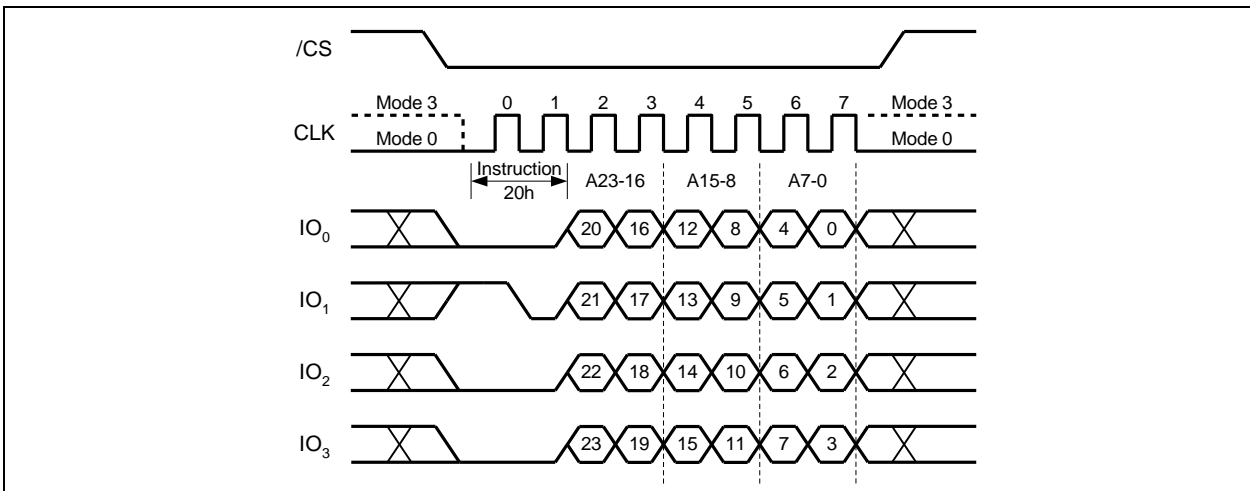 /CS
Mode 3 0 1 2 3 4 5 6 7 Mode 3
CLK
Mode 0 Mode 0
Instruction
20h
A23-16 A15-8 A7-0
IO0 20 16 12 8 4 0
IO1 21 17 13 9 5 1
IO2 22 18 14 10 6 2
IO3 23 19 15 11 7 3